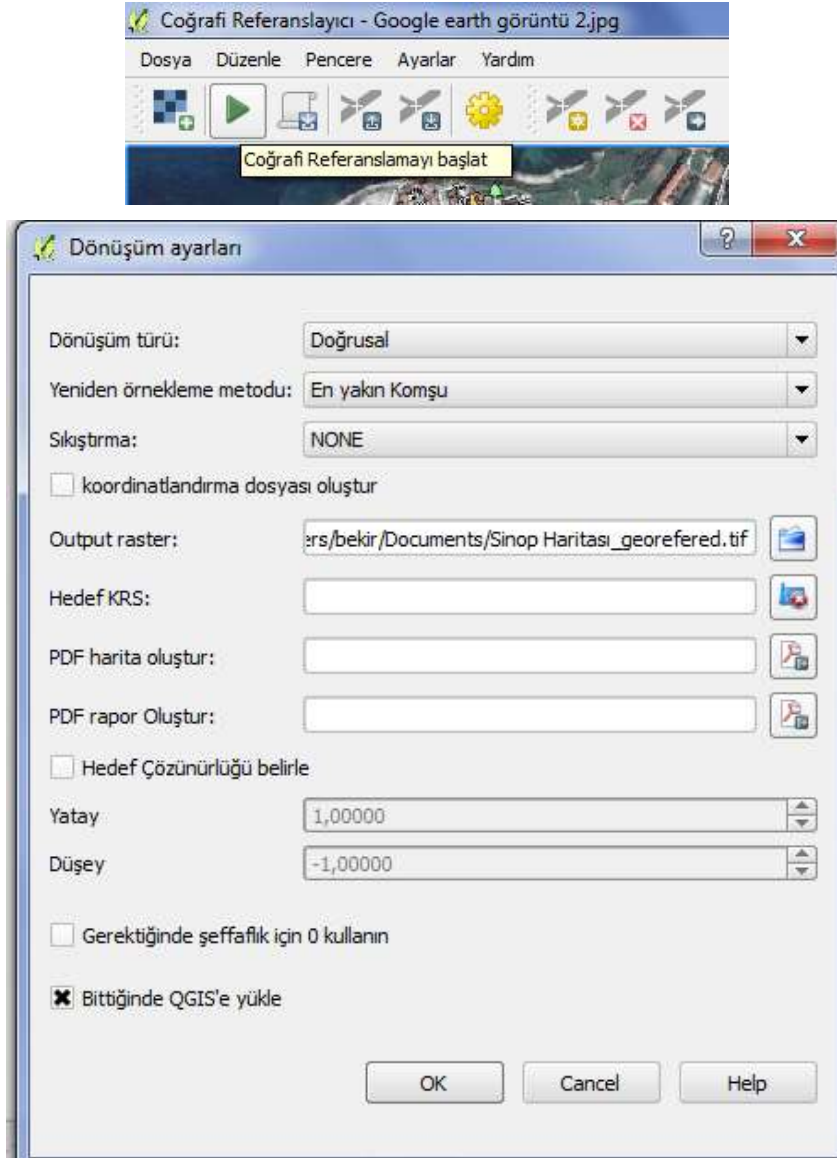 Coğrafi Referanslayıcı - Google earth görüntü 2.jpg
Dosya Düzenle Pencere Ayarlar Yardım
Coğrafi Referanslamayı başlat
Dönüşüm ayarları
Dönüşüm türü: Doğrusal
Yeniden örnekleme metodu: En yakın Komşu
Sıkıştırma: NONE
koordinatlandırma dosyası oluştur
Output raster: ers/bekir/Documents/Sinop Haritası_georefered.tif
Hedef KRS:
PDF harita oluştur:
PDF rapor Oluştur:
Hedef Çözünürlüğü belirle
Yatay 1,00000
Düşey -1,00000
Gerektiğinde şeffaflık için 0 kullanın
Bittiğinde QGIS'e yükle
OK Cancel Help